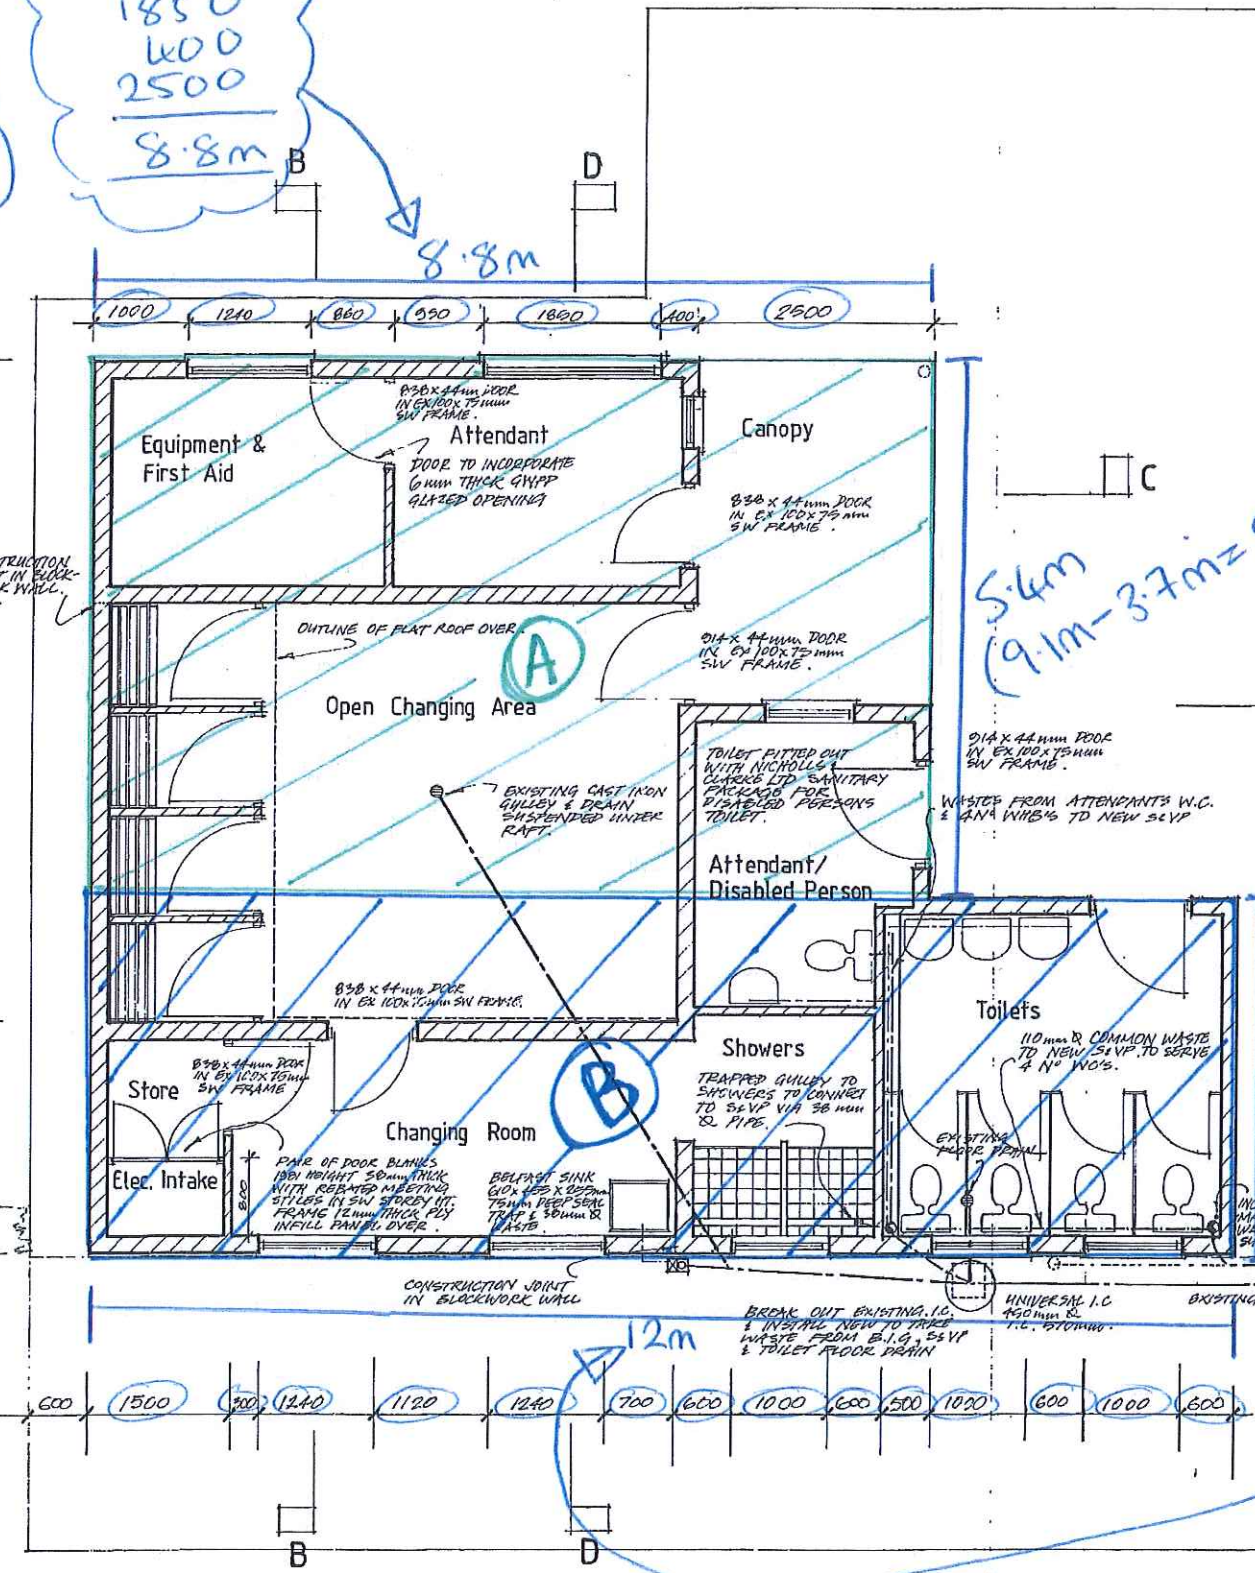 1850
400
2500
8.8m
B
D
8.8m
1000
1240
860
950
1850
400
2500
838 x 44mm DOOR
IN EX 100 x 75mm
SW FRAME.
Equipment &
First Aid
Attendant
DOOR TO INCORPORATE
6mm THICK GWPP
GLAZED OPENING
Canopy
838 x 44mm DOOR
IN EX 100 x 75mm
SW FRAME.
C
5.4m
(9.1m - 3.7m =
OUTLINE OF FLAT ROOF OVER.
A
914 x 44mm DOOR
IN EX 100 x 75mm
SW FRAME.
Open Changing Area
TOILET FITTED OUT
WITH NICHOLLS &
CLARKE LTD SANITARY
PACKAGE FOR
DISABLED PERSONS
TOILET.
914 x 44mm DOOR
IN EX 100 x 75mm
SW FRAME.
EXISTING CAST IRON
GULLEY & DRAIN
SUSPENDED UNDER
RAFT.
WASTES FROM ATTENDANTS W.C.
& 4Nº WHB'S TO NEW S&VP
Attendant/
Disabled Person
838 x 44mm DOOR
IN EX 100 x 75mm SW FRAME.
Toilets
110mm Ø COMMON WASTE
TO NEW S&VP TO SERVE
4 Nº WC'S.
Showers
TRAPPED GULLEY TO
SHOWERS TO CONNECT
TO S&VP VIA 38 mm
Ø PIPE.
838 x 44mm DOOR
IN EX 100 x 75mm
SW FRAME
Store
B
Changing Room
EXISTING
FLOOR DRAIN
Elec. Intake
800
PAIR OF DOOR BLANKS
HEIGHT 38mm THICK
WITH REBATED MEETING
STYLES IN SW STOREY HT.
FRAME 12mm THICK PLY
INFILL PANEL OVER.
BELFAST SINK
75mm DEEP SEAL
TRAP & 38mm Ø
WASTE
CONSTRUCTION JOINT
IN BLOCKWORK WALL
BREAK OUT EXISTING I.C.
& INSTALL NEW TO TAKE
WASTE FROM B.I.G, S&VP
& TOILET FLOOR DRAIN
UNIVERSAL I.C
450mm Ø
EXISTING
12m
600
1500
300
1240
1120
1240
700
600
1000
600
500
1000
600
1000
600
B
D